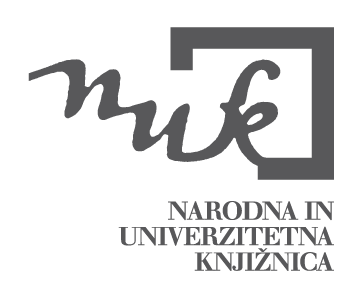 nuk
NARODNA IN
UNIVERZITETNA
KNJIŽNICA